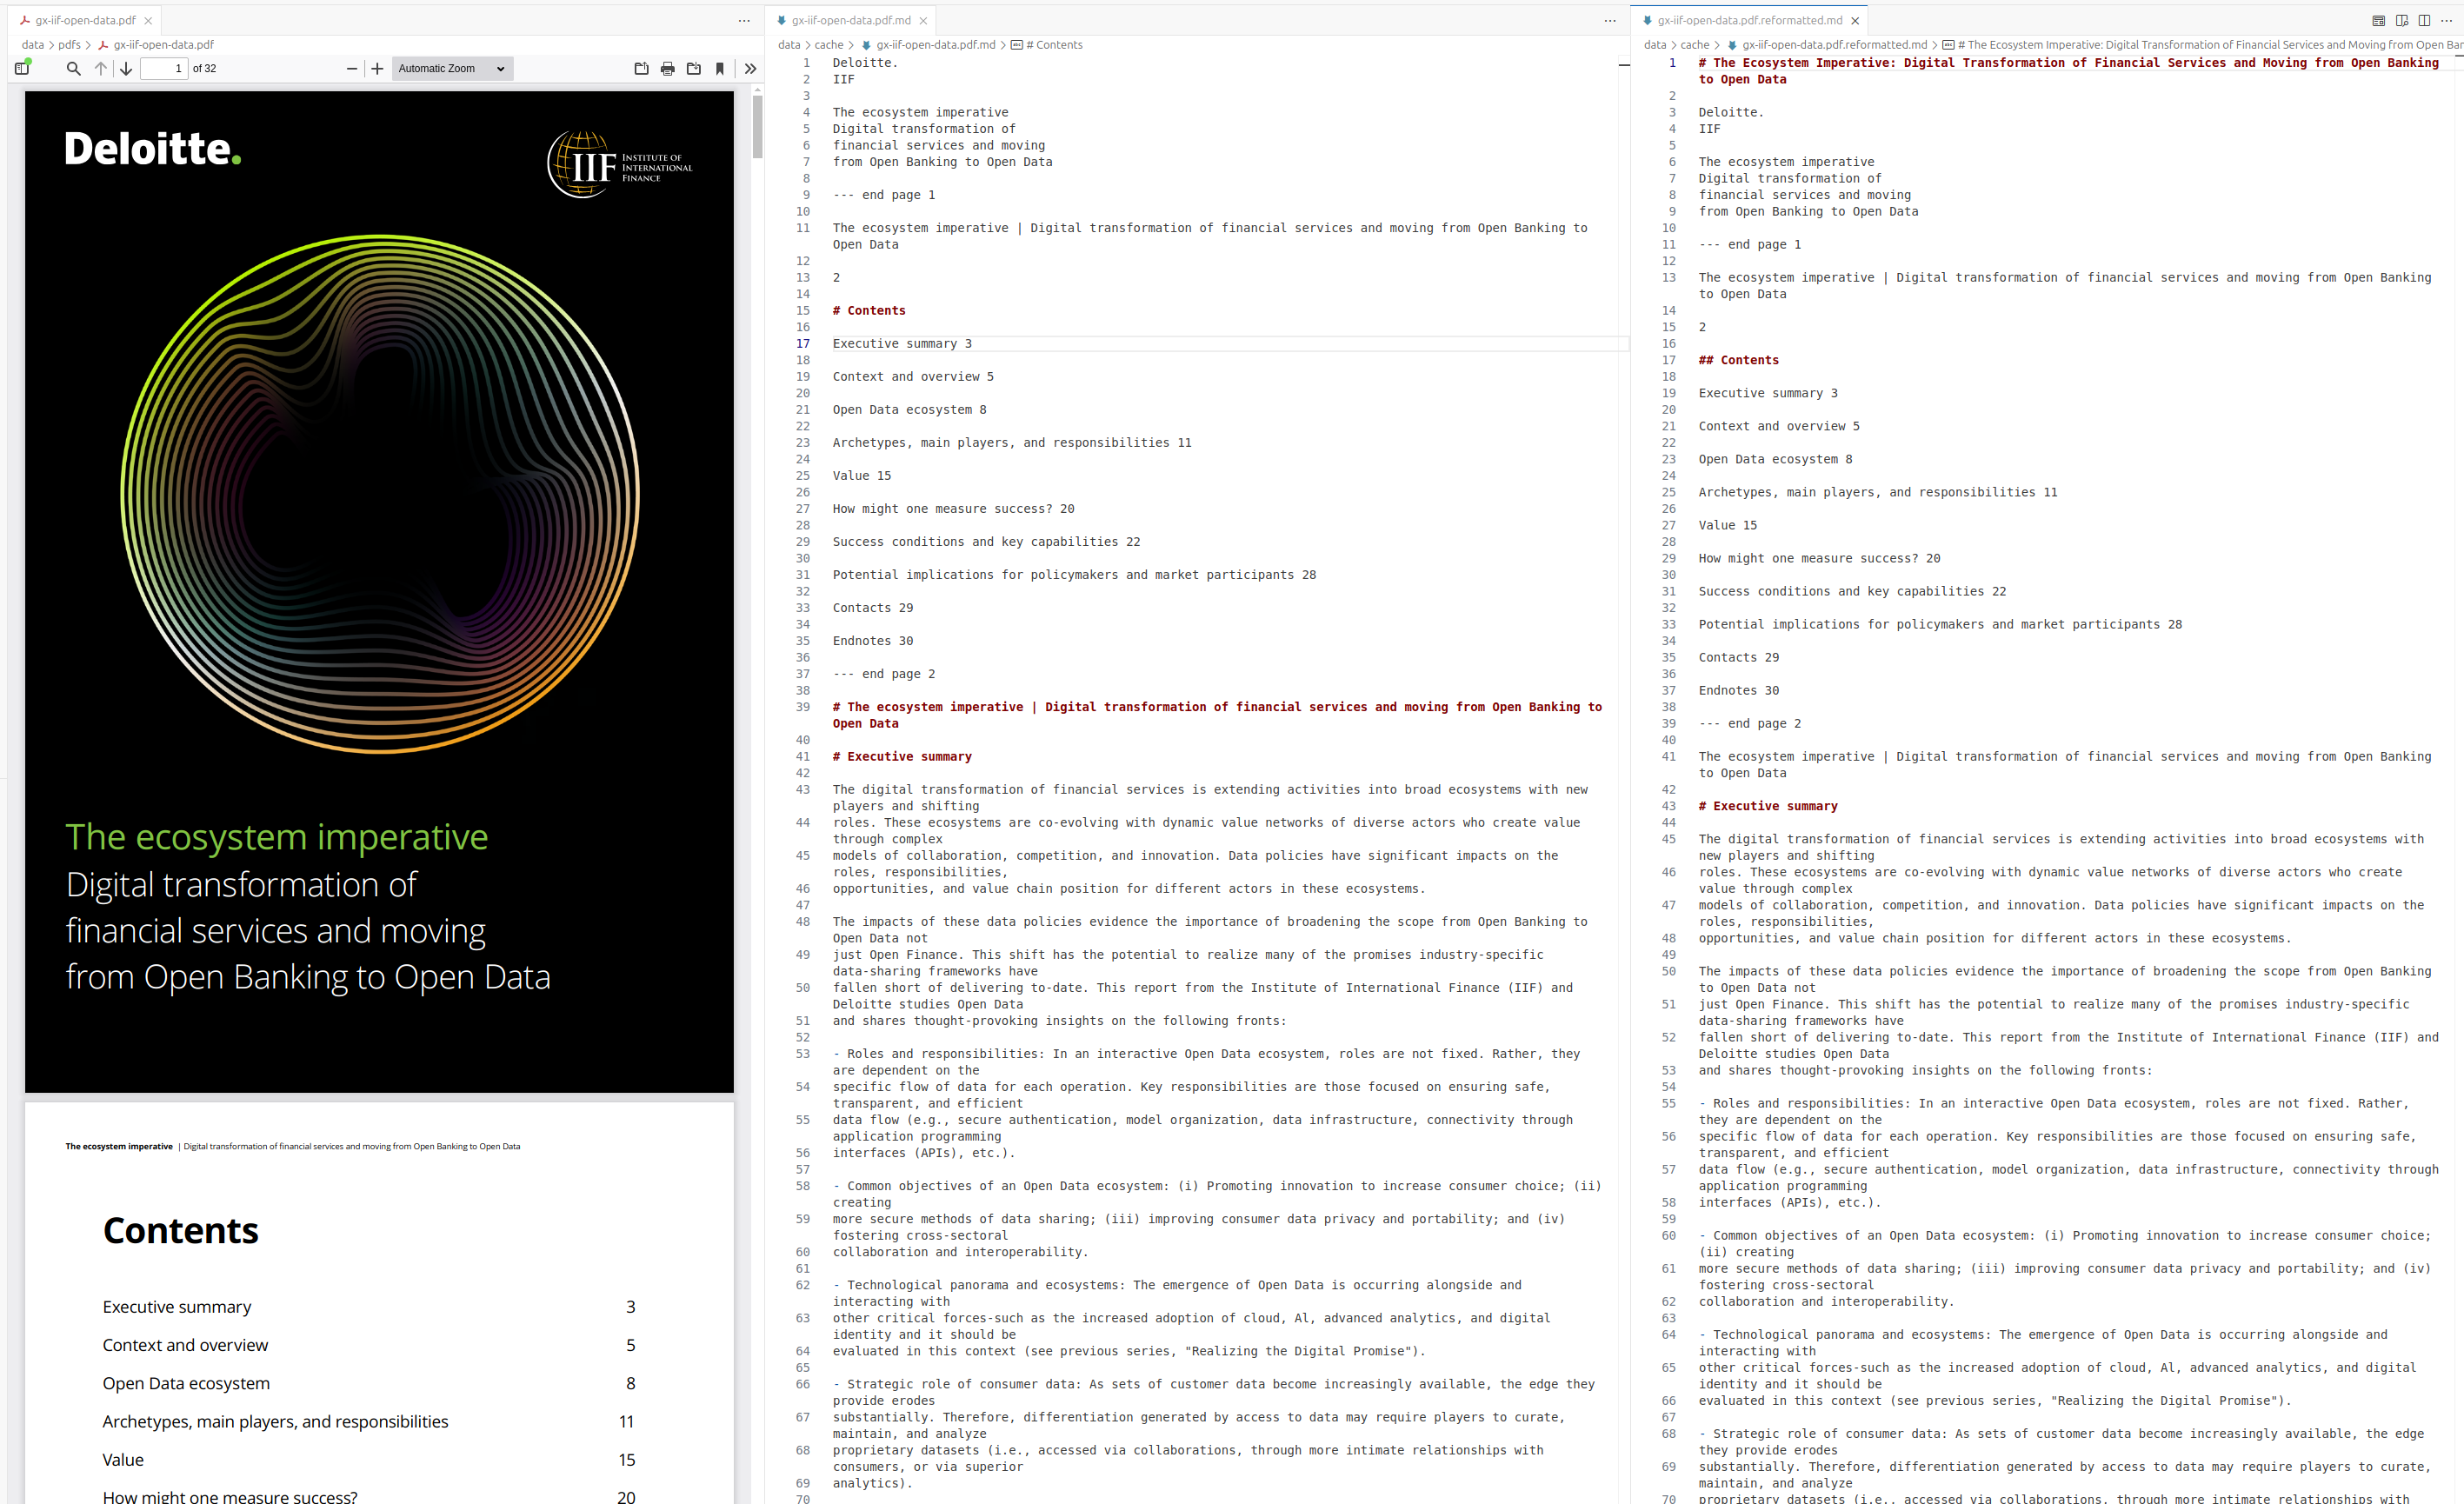 gx-iif-open-data.pdf
data > pdfs > gx-iif-open-data.pdf
1 of 32
Automatic Zoom
Deloitte.
IIF INSTITUTE OF
INTERNATIONAL
FINANCE
The ecosystem imperative
Digital transformation of
financial services and moving
from Open Banking to Open Data
The ecosystem imperative | Digital transformation of financial services and moving from Open Banking to Open Data
Contents
Executive summary 3
Context and overview 5
Open Data ecosystem 8
Archetypes, main players, and responsibilities 11
Value 15
How might one measure success? 20
gx-iif-open-data.pdf.md
data > cache > gx-iif-open-data.pdf.md > # Contents
1 Deloitte.
2 IIF
3
4 The ecosystem imperative
5 Digital transformation of
6 financial services and moving
7 from Open Banking to Open Data
8
9 --- end page 1
10
11 The ecosystem imperative | Digital transformation of financial services and moving from Open Banking to
Open Data
12
13 2
14
15 # Contents
16
17 Executive summary 3
18
19 Context and overview 5
20
21 Open Data ecosystem 8
22
23 Archetypes, main players, and responsibilities 11
24
25 Value 15
26
27 How might one measure success? 20
28
29 Success conditions and key capabilities 22
30
31 Potential implications for policymakers and market participants 28
32
33 Contacts 29
34
35 Endnotes 30
36
37 --- end page 2
38
39 # The ecosystem imperative | Digital transformation of financial services and moving from Open Banking to
Open Data
40
41 # Executive summary
42
43 The digital transformation of financial services is extending activities into broad ecosystems with new
players and shifting
44 roles. These ecosystems are co-evolving with dynamic value networks of diverse actors who create value
through complex
45 models of collaboration, competition, and innovation. Data policies have significant impacts on the
roles, responsibilities,
46 opportunities, and value chain position for different actors in these ecosystems.
47
48 The impacts of these data policies evidence the importance of broadening the scope from Open Banking to
Open Data not
49 just Open Finance. This shift has the potential to realize many of the promises industry-specific
data-sharing frameworks have
50 fallen short of delivering to-date. This report from the Institute of International Finance (IIF) and
Deloitte studies Open Data
51 and shares thought-provoking insights on the following fronts:
52
53 - Roles and responsibilities: In an interactive Open Data ecosystem, roles are not fixed. Rather, they
are dependent on the
54 specific flow of data for each operation. Key responsibilities are those focused on ensuring safe,
transparent, and efficient
55 data flow (e.g., secure authentication, model organization, data infrastructure, connectivity through
application programming
56 interfaces (APIs), etc.).
57
58 - Common objectives of an Open Data ecosystem: (i) Promoting innovation to increase consumer choice; (ii)
creating
59 more secure methods of data sharing; (iii) improving consumer data privacy and portability; and (iv)
fostering cross-sectoral
60 collaboration and interoperability.
61
62 - Technological panorama and ecosystems: The emergence of Open Data is occurring alongside and
interacting with
63 other critical forces-such as the increased adoption of cloud, Al, advanced analytics, and digital
identity and it should be
64 evaluated in this context (see previous series, "Realizing the Digital Promise").
65
66 - Strategic role of consumer data: As sets of customer data become increasingly available, the edge they
provide erodes
67 substantially. Therefore, differentiation generated by access to data may require players to curate,
maintain, and analyze
68 proprietary datasets (i.e., accessed via collaborations, through more intimate relationships with
consumers, or via superior
69 analytics).
70
gx-iif-open-data.pdf.reformatted.md
data > cache > gx-iif-open-data.pdf.reformatted.md > # The Ecosystem Imperative: Digital Transformation of Financial Services and Moving from Open Ban
1 # The Ecosystem Imperative: Digital Transformation of Financial Services and Moving from Open Banking
to Open Data
2
3 Deloitte.
4 IIF
5
6 The ecosystem imperative
7 Digital transformation of
8 financial services and moving
9 from Open Banking to Open Data
10
11 --- end page 1
12
13 The ecosystem imperative | Digital transformation of financial services and moving from Open Banking
to Open Data
14
15 2
16
17 ## Contents
18
19 Executive summary 3
20
21 Context and overview 5
22
23 Open Data ecosystem 8
24
25 Archetypes, main players, and responsibilities 11
26
27 Value 15
28
29 How might one measure success? 20
30
31 Success conditions and key capabilities 22
32
33 Potential implications for policymakers and market participants 28
34
35 Contacts 29
36
37 Endnotes 30
38
39 --- end page 2
40
41 The ecosystem imperative | Digital transformation of financial services and moving from Open Banking
to Open Data
42
43 # Executive summary
44
45 The digital transformation of financial services is extending activities into broad ecosystems with
new players and shifting
46 roles. These ecosystems are co-evolving with dynamic value networks of diverse actors who create
value through complex
47 models of collaboration, competition, and innovation. Data policies have significant impacts on the
roles, responsibilities,
48 opportunities, and value chain position for different actors in these ecosystems.
49
50 The impacts of these data policies evidence the importance of broadening the scope from Open Banking
to Open Data not
51 just Open Finance. This shift has the potential to realize many of the promises industry-specific
data-sharing frameworks have
52 fallen short of delivering to-date. This report from the Institute of International Finance (IIF) and
Deloitte studies Open Data
53 and shares thought-provoking insights on the following fronts:
54
55 - Roles and responsibilities: In an interactive Open Data ecosystem, roles are not fixed. Rather,
they are dependent on the
56 specific flow of data for each operation. Key responsibilities are those focused on ensuring safe,
transparent, and efficient
57 data flow (e.g., secure authentication, model organization, data infrastructure, connectivity through
application programming
58 interfaces (APIs), etc.).
59
60 - Common objectives of an Open Data ecosystem: (i) Promoting innovation to increase consumer choice;
(ii) creating
61 more secure methods of data sharing; (iii) improving consumer data privacy and portability; and (iv)
fostering cross-sectoral
62 collaboration and interoperability.
63
64 - Technological panorama and ecosystems: The emergence of Open Data is occurring alongside and
interacting with
65 other critical forces-such as the increased adoption of cloud, Al, advanced analytics, and digital
identity and it should be
66 evaluated in this context (see previous series, "Realizing the Digital Promise").
67
68 - Strategic role of consumer data: As sets of customer data become increasingly available, the edge
they provide erodes
69 substantially. Therefore, differentiation generated by access to data may require players to curate,
maintain, and analyze
70 proprietary datasets (i.e., accessed via collaborations, through more intimate relationships with